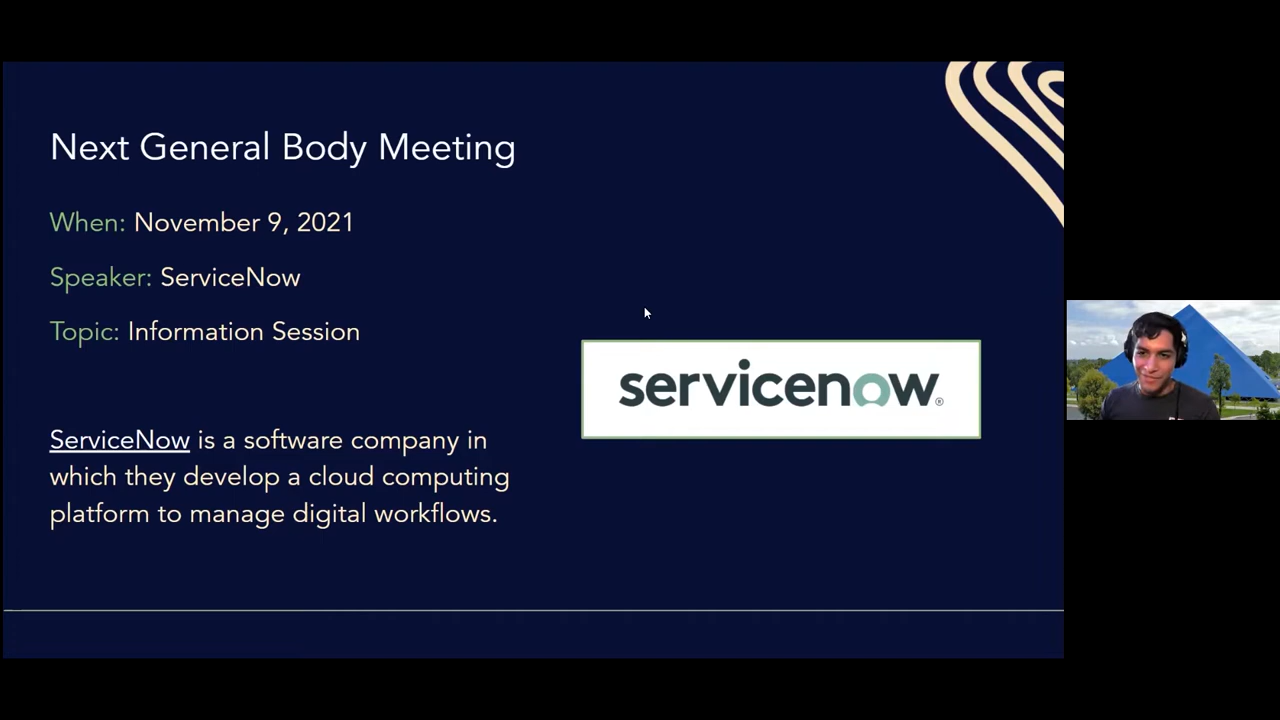 Next General Body Meeting
When: November 9, 2021
Speaker: ServiceNow
Topic: Information Session
servicenow®
ServiceNow is a software company in
which they develop a cloud computing
platform to manage digital workflows.